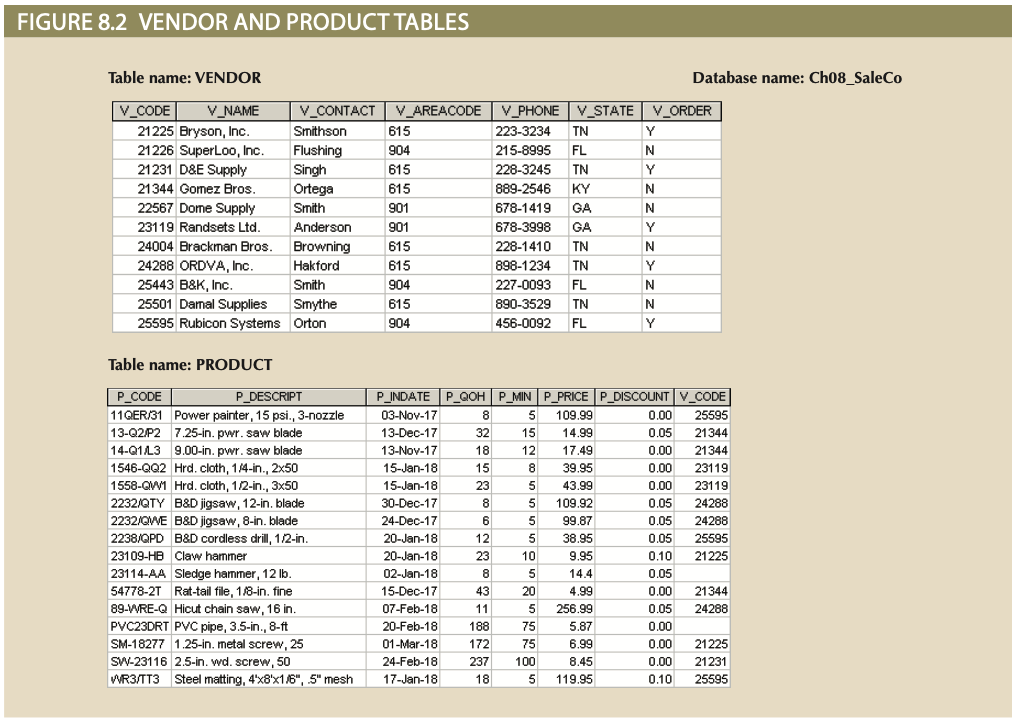 FIGURE 8.2 VENDOR AND PRODUCT TABLES
Table name: VENDOR Database name: Ch08_SaleCo
V_CODE V_NAME V_CONTACT V_AREACODE V_PHONE V_STATE V_ORDER
21225 Bryson, Inc. Smithson 615 223-3234 TN Y
21226 SuperLoo, Inc. Flushing 904 215-8995 FL N
21231 D&E Supply Singh 615 228-3245 TN Y
21344 Gomez Bros. Ortega 615 889-2546 KY N
22567 Dome Supply Smith 901 678-1419 GA N
23119 Randsets Ltd. Anderson 901 678-3998 GA Y
24004 Brackman Bros. Browning 615 228-1410 TN N
24288 ORDVA, Inc. Hakford 615 898-1234 TN Y
25443 B&K, Inc. Smith 904 227-0093 FL N
25501 Damal Supplies Smythe 615 890-3529 TN N
25595 Rubicon Systems Orton 904 456-0092 FL Y
Table name: PRODUCT
P_CODE P_DESCRIPT P_INDATE P_QOH P_MIN P_PRICE P_DISCOUNT V_CODE
11QER/31 Power painter, 15 psi., 3-nozzle 03-Nov-17 8 5 109.99 0.00 25595
13-Q2/P2 7.25-in. pwr. saw blade 13-Dec-17 32 15 14.99 0.05 21344
14-Q1/L3 9.00-in. pwr. saw blade 13-Nov-17 18 12 17.49 0.00 21344
1546-QQ2 Hrd. cloth, 1/4-in., 2x50 15-Jan-18 15 8 39.95 0.00 23119
1558-QW1 Hrd. cloth, 1/2-in., 3x50 15-Jan-18 23 5 43.99 0.00 23119
2232/QTY B&D jigsaw, 12-in. blade 30-Dec-17 8 5 109.92 0.05 24288
2232/QWE B&D jigsaw, 8-in. blade 24-Dec-17 6 5 99.87 0.05 24288
2238/QPD B&D cordless drill, 1/2-in. 20-Jan-18 12 5 38.95 0.05 25595
23109-HB Claw hammer 20-Jan-18 23 10 9.95 0.10 21225
23114-AA Sledge hammer, 12 lb. 02-Jan-18 8 5 14.4 0.05
54778-2T Rat-tail file, 1/8-in. fine 15-Dec-17 43 20 4.99 0.00 21344
89-WRE-Q Hicut chain saw, 16 in. 07-Feb-18 11 5 256.99 0.05 24288
PVC23DRT PVC pipe, 3.5-in., 8-ft 20-Feb-18 188 75 5.87 0.00
SM-18277 1.25-in. metal screw, 25 01-Mar-18 172 75 6.99 0.00 21225
SW-23116 2.5-in. wd. screw, 50 24-Feb-18 237 100 8.45 0.00 21231
WR3/TT3 Steel matting, 4'x8'x1/6", .5" mesh 17-Jan-18 18 5 119.95 0.10 25595